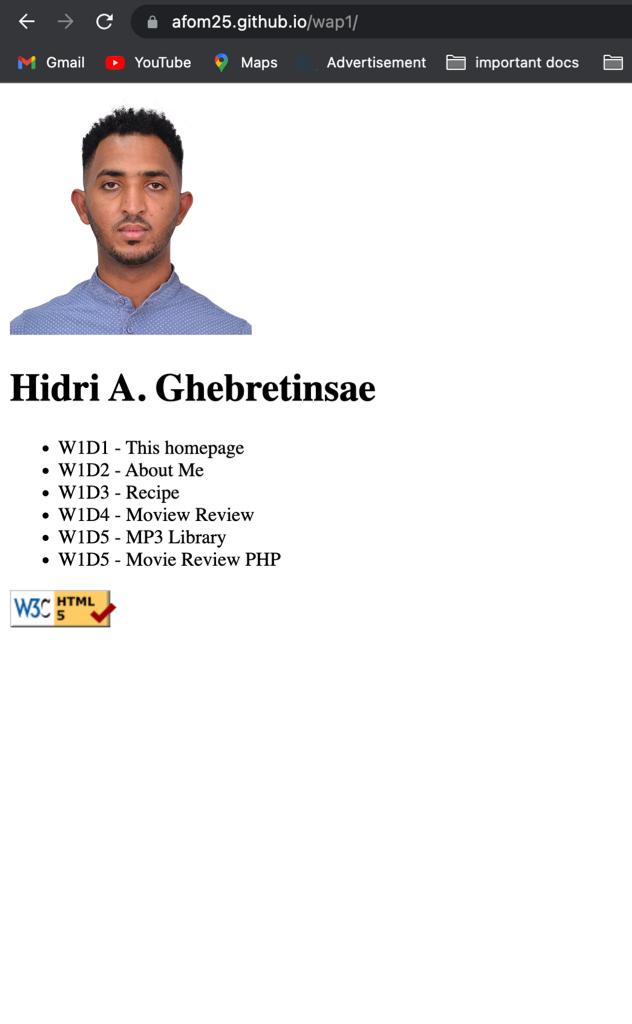 afom25.github.io/wap1/
Gmail YouTube Maps Advertisement important docs
Hidri A. Ghebretinsae
W1D1 - This homepage
W1D2 - About Me
W1D3 - Recipe
W1D4 - Moview Review
W1D5 - MP3 Library
W1D5 - Movie Review PHP
W3C HTML
5